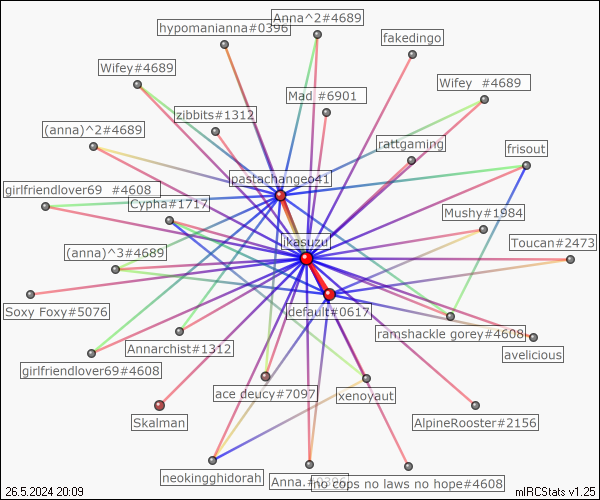 Anna^2#4689
hypomanianna#0396
fakedingo
Wifey#4689
Wifey  #4689
Mad #6901
zibbits#1312
(anna)^2#4689
rattgaming
frisout
pastachangeo41
girlfriendlover69  #4608
Cypha#1717
Mushy#1984
jkasuzu
Toucan#2473
(anna)^3#4689
Soxy Foxy#5076
default#0617
ramshackle gorey#4608
Annarchist#1312
avelicious
girlfriendlover69#4608
ace deucy#7097
xenoyaut
Skalman
AlpineRooster#2156
neokingghidorah
Anna.
no cops no laws no hope#4608
26.5.2024 20:09
mIRCStats v1.25